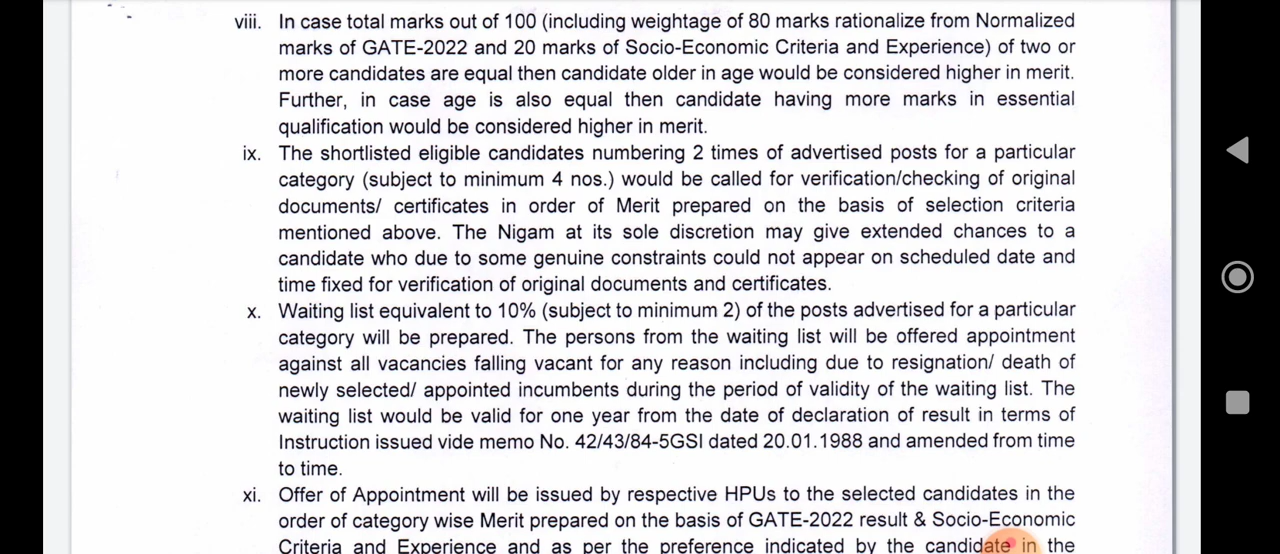 viii. In case total marks out of 100 (including weightage of 80 marks rationalize from Normalized
marks of GATE-2022 and 20 marks of Socio-Economic Criteria and Experience) of two or
more candidates are equal then candidate older in age would be considered higher in merit.
Further, in case age is also equal then candidate having more marks in essential
qualification would be considered higher in merit.
ix. The shortlisted eligible candidates numbering 2 times of advertised posts for a particular
category (subject to minimum 4 nos.) would be called for verification/checking of original
documents/ certificates in order of Merit prepared on the basis of selection criteria
mentioned above. The Nigam at its sole discretion may give extended chances to a
candidate who due to some genuine constraints could not appear on scheduled date and
time fixed for verification of original documents and certificates.
x. Waiting list equivalent to 10% (subject to minimum 2) of the posts advertised for a particular
category will be prepared. The persons from the waiting list will be offered appointment
against all vacancies falling vacant for any reason including due to resignation/ death of
newly selected/ appointed incumbents during the period of validity of the waiting list. The
waiting list would be valid for one year from the date of declaration of result in terms of
Instruction issued vide memo No. 42/43/84-5GSI dated 20.01.1988 and amended from time
to time.
xi. Offer of Appointment will be issued by respective HPUs to the selected candidates in the
order of category wise Merit prepared on the basis of GATE-2022 result & Socio-Economic
Criteria and Experience and as per the preference indicated by the candidate in the